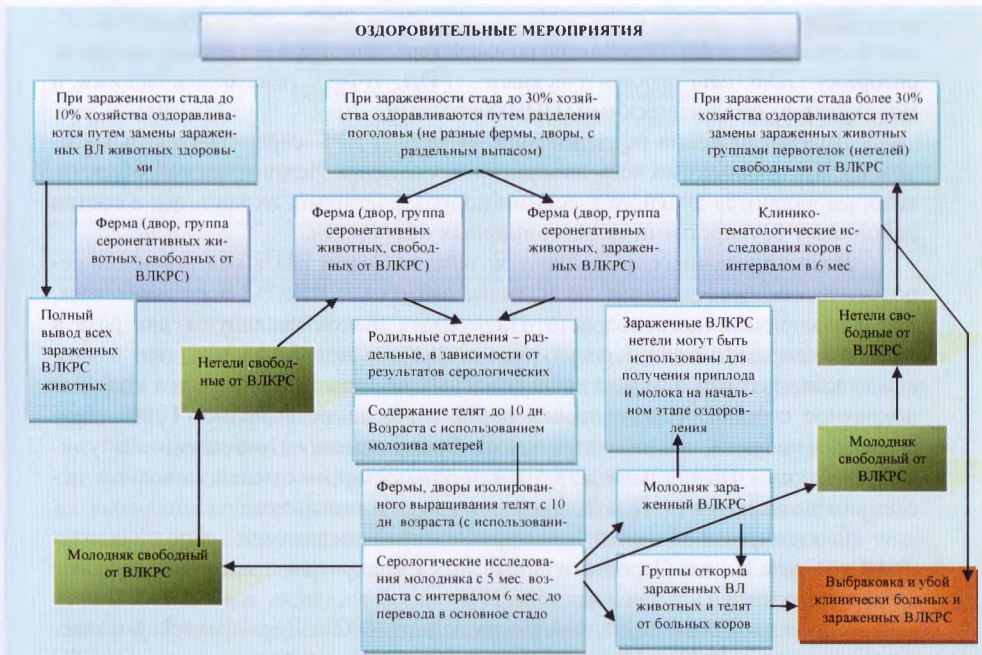 ОЗДОРОВИТЕЛЬНЫЕ МЕРОПРИЯТИЯ
При зараженности стада до
10% хозяйства оздоравлива-
ются путем замены заражен-
ных ВЛ животных здоровы-
ми
При зараженности стада до 30% хозяй-
ства оздоравливаются путем разделения
поголовья (не разные фермы, дворы, с
раздельным выпасом)
При зараженности стада более 30%
хозяйства оздоравливаются путем
замены зараженных животных
группами первотелок (нетелей)
свободными от ВЛКРС
Ферма (двор, группа
серонегативных жи-
вотных, свободных от
ВЛКРС)
Ферма (двор, группа
серонегативных
животных, свобод-
ных от ВЛКРС)
Ферма (двор, группа
серонегативных
животных, заражен-
ных ВЛКРС)
Клинико-
гематологические ис-
следования коров с
интервалом в 6 мес.
Полный
вывод всех
зараженных
ВЛКРС
животных
Нетели свобод-
ные от ВЛКРС
Родильные отделения – раз-
дельные, в зависимости от
результатов серологических
Зараженные ВЛКРС
нетели могут быть
использованы для
получения приплода
и молока на началь-
ном этапе оздоров-
ления
Нетели сво-
бодные от
ВЛКРС
Содержание телят до 10 дн.
Возраста с использованием
молозива матерей
Молодняк
свободный от
ВЛКРС
Фермы, дворы изолирован-
ного выращивания телят с 10
дн. возраста (с использовани-
Молодняк зара-
женный ВЛКРС
Молодняк свободный
от ВЛКРС
Серологические исследова-
ния молодняка с 5 мес. воз-
раста с интервалом 6 мес. до
перевода в основное стадо
Группы откорма
зараженных ВЛ
животных и телят
от больных коров
Выбраковка и убой
клинически больных и
зараженных ВЛКРС